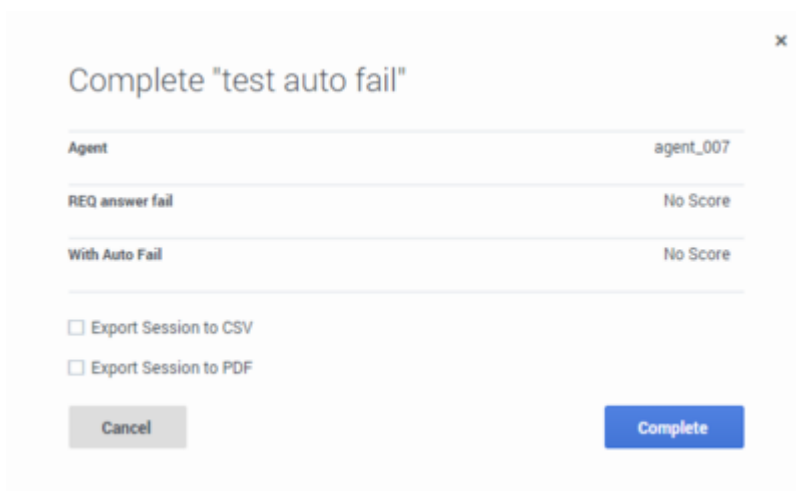 ×
Complete "test auto fail"
Agent agent_007
REQ answer fail No Score
With Auto Fail No Score
Export Session to CSV
Export Session to PDF
Cancel Complete